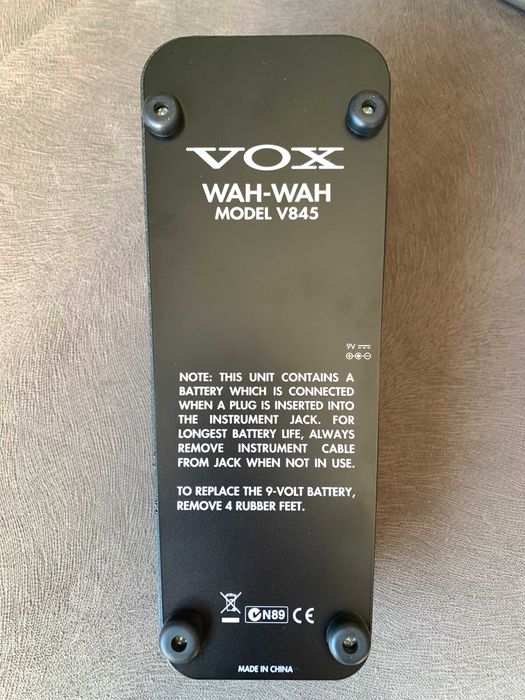 VOX
WAH-WAH
MODEL V845
9V
NOTE: THIS UNIT CONTAINS A
BATTERY WHICH IS CONNECTED
WHEN A PLUG IS INSERTED INTO
THE INSTRUMENT JACK. FOR
LONGEST BATTERY LIFE, ALWAYS
REMOVE INSTRUMENT CABLE
FROM JACK WHEN NOT IN USE.
TO REPLACE THE 9-VOLT BATTERY,
REMOVE 4 RUBBER FEET.
N89 CE
MADE IN CHINA